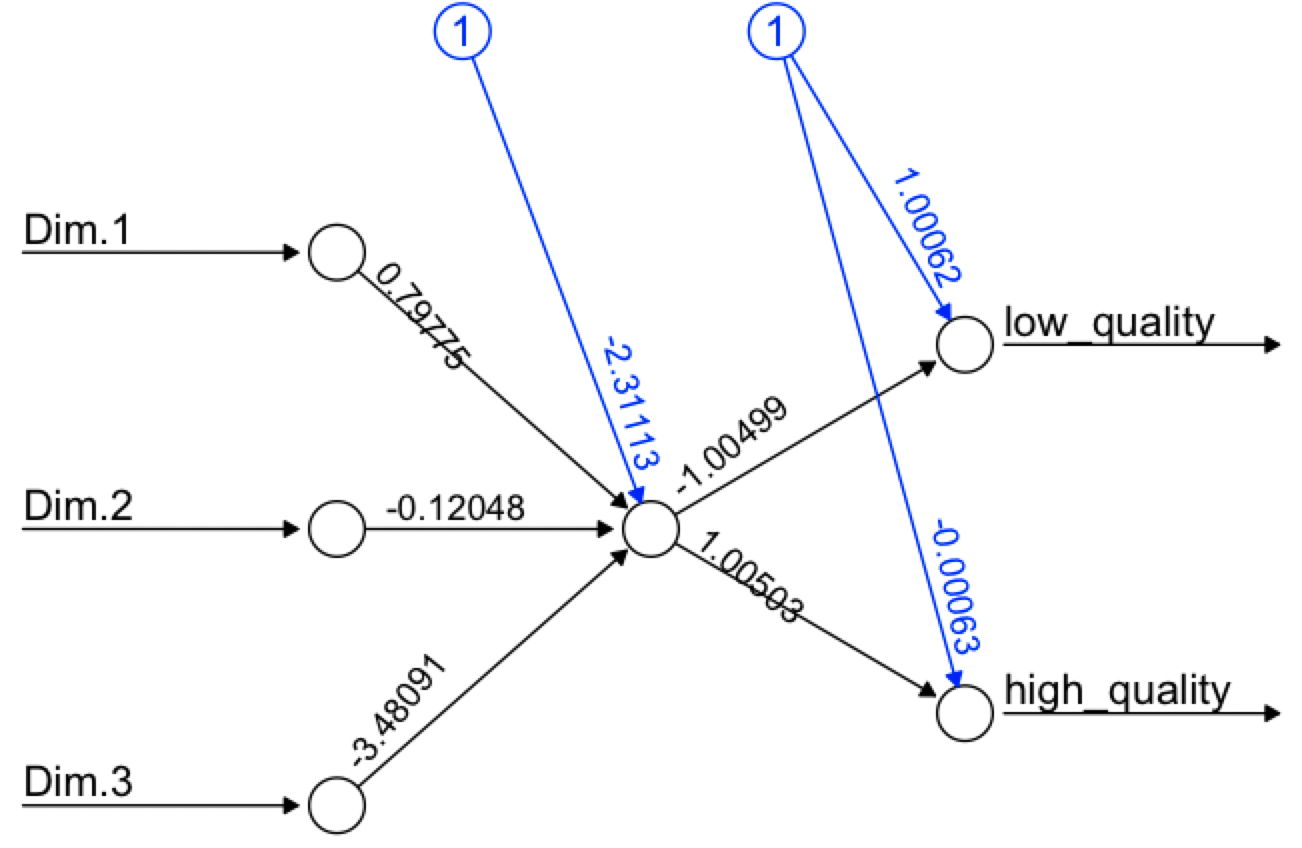 1
1
Dim.1
0.79775
-2.31113
1.00062
low_quality
Dim.2
-0.12048
-1.00499
1.00503
-0.00063
high_quality
Dim.3
-3.48091